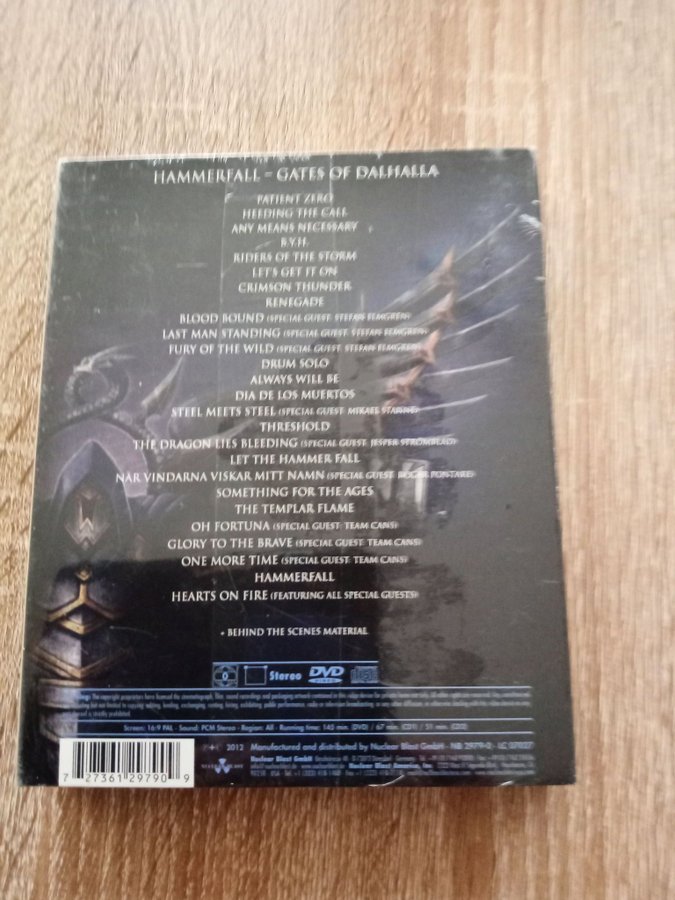 HAMMERFALL - GATES OF DALHALLA
PATIENT ZERO
HEEDING THE CALL
ANY MEANS NECESSARY
B.Y.H.
RIDERS OF THE STORM
LET'S GET IT ON
CRIMSON THUNDER
RENEGADE
BLOOD BOUND (SPECIAL GUEST: STEFAN ELMGREN)
LAST MAN STANDING (SPECIAL GUEST: STEFAN ELMGREN)
FURY OF THE WILD (SPECIAL GUEST: STEFAN ELMGREN)
DRUM SOLO
ALWAYS WILL BE
DIA DE LOS MUERTOS
STEEL MEETS STEEL (SPECIAL GUEST: MIKAEL STANNE)
THRESHOLD
THE DRAGON LIES BLEEDING (SPECIAL GUEST: JESPER STRÖMBLAD)
LET THE HAMMER FALL
NÄR VINDARNA VISKAR MITT NAMN (SPECIAL GUEST: ROGER PONTARE)
SOMETHING FOR THE AGES
THE TEMPLAR FLAME
OH FORTUNA (SPECIAL GUEST: TEAM CANS)
GLORY TO THE BRAVE (SPECIAL GUEST: TEAM CANS)
ONE MORE TIME (SPECIAL GUEST: TEAM CANS)
HAMMERFALL
HEARTS ON FIRE (FEATURING ALL SPECIAL GUESTS)
+ BEHIND THE SCENES MATERIAL
0 Stereo DVD VIDEO
Screen: 16:9 PAL - Sound: PCM Stereo - Region: All - Running time: 145 min. (DVD) / 67 min. (CD1) / 51 min. (CD2)
2012 Manufactured and distributed by Nuclear Blast GmbH - NB 2979-0 - LC 07027
Nuclear Blast GmbH
Nuclear Blast America, Inc.
7 27361 29790 9